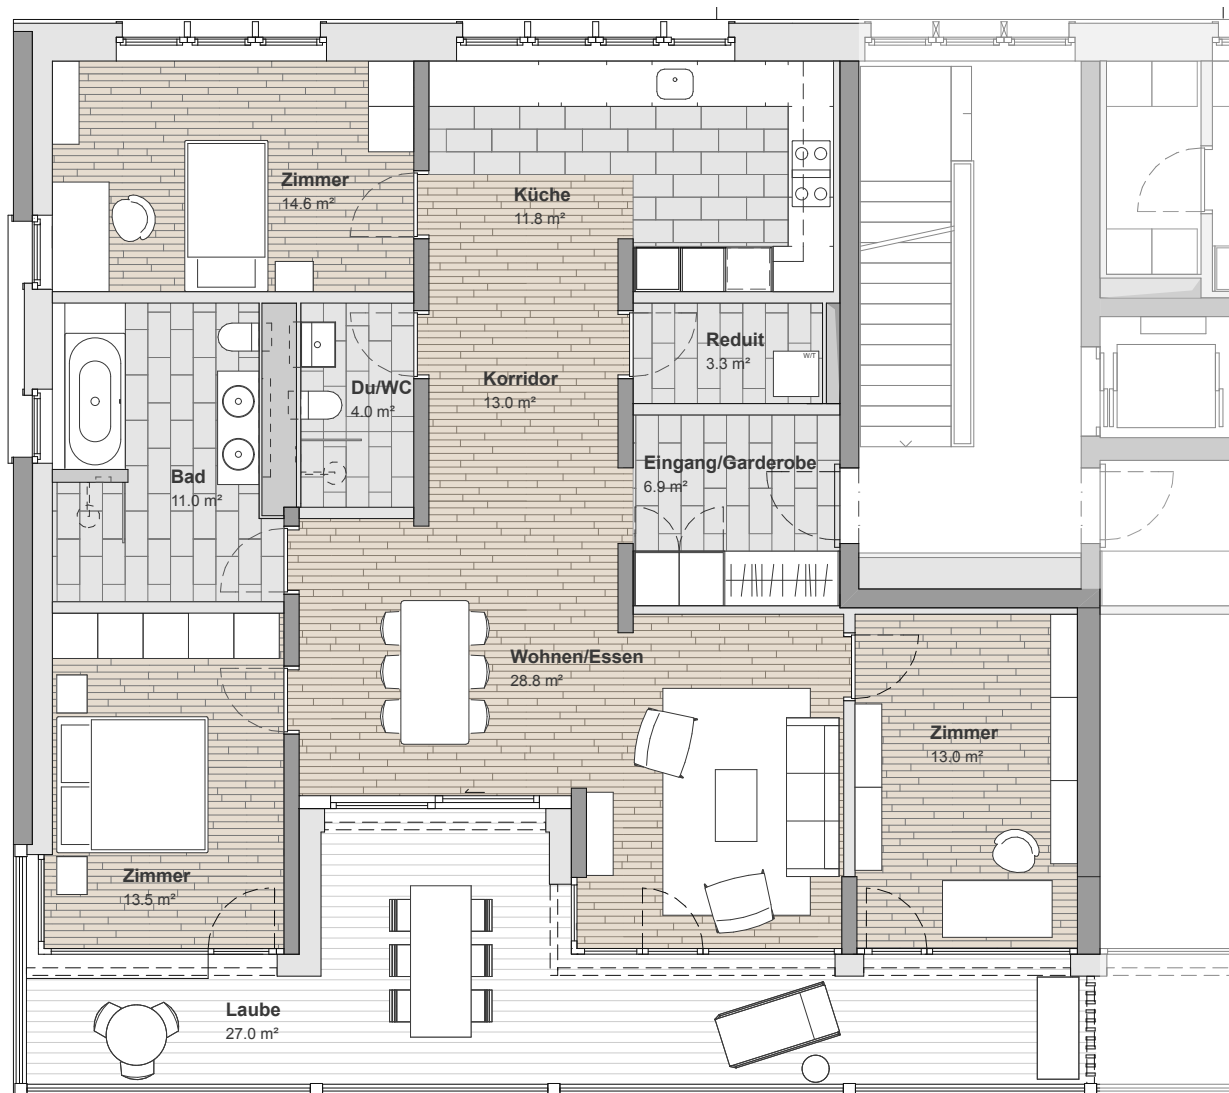 Zimmer
14.6 m²
Küche
11.8 m²
Reduit
3.3 m²
W/T
Du/WC
4.0 m²
Korridor
13.0 m²
Bad
11.0 m²
Eingang/Garderobe
6.9 m²
Wohnen/Essen
28.8 m²
Zimmer
13.0 m²
Zimmer
13.5 m²
Laube
27.0 m²